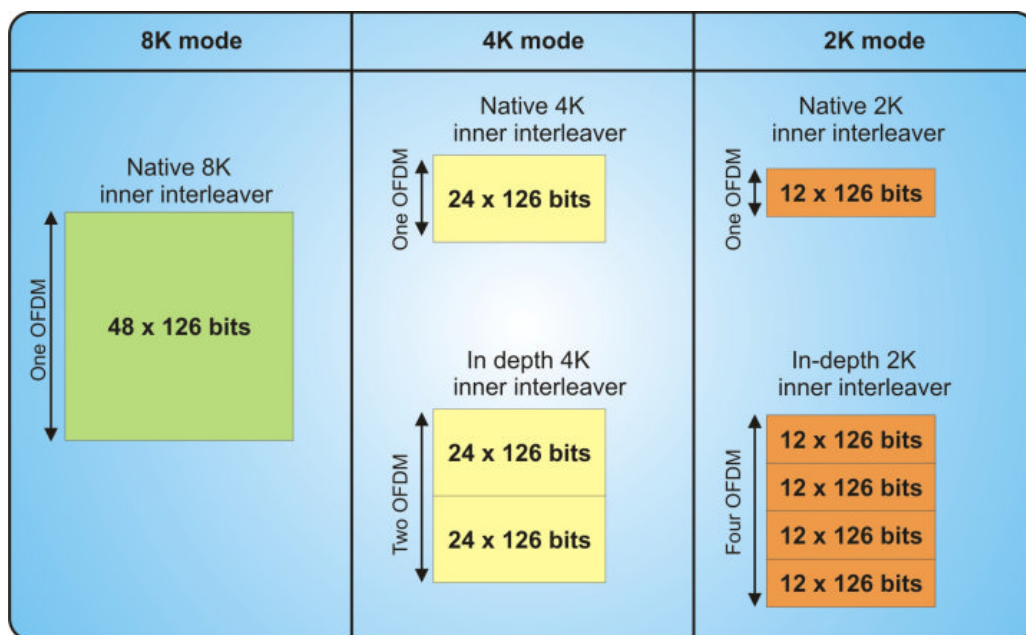 8K mode
4K mode
2K mode
Native 8K
inner interleaver
One OFDM
48 x 126 bits
Native 4K
inner interleaver
One OFDM
24 x 126 bits
In depth 4K
inner interleaver
Two OFDM
24 x 126 bits
24 x 126 bits
Native 2K
inner interleaver
One OFDM
12 x 126 bits
In-depth 2K
inner interleaver
Four OFDM
12 x 126 bits
12 x 126 bits
12 x 126 bits
12 x 126 bits